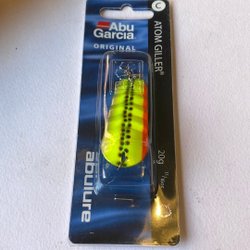 Abu
Garcia
ORIGINAL
C
ATOM GILLER®
20g
abulure